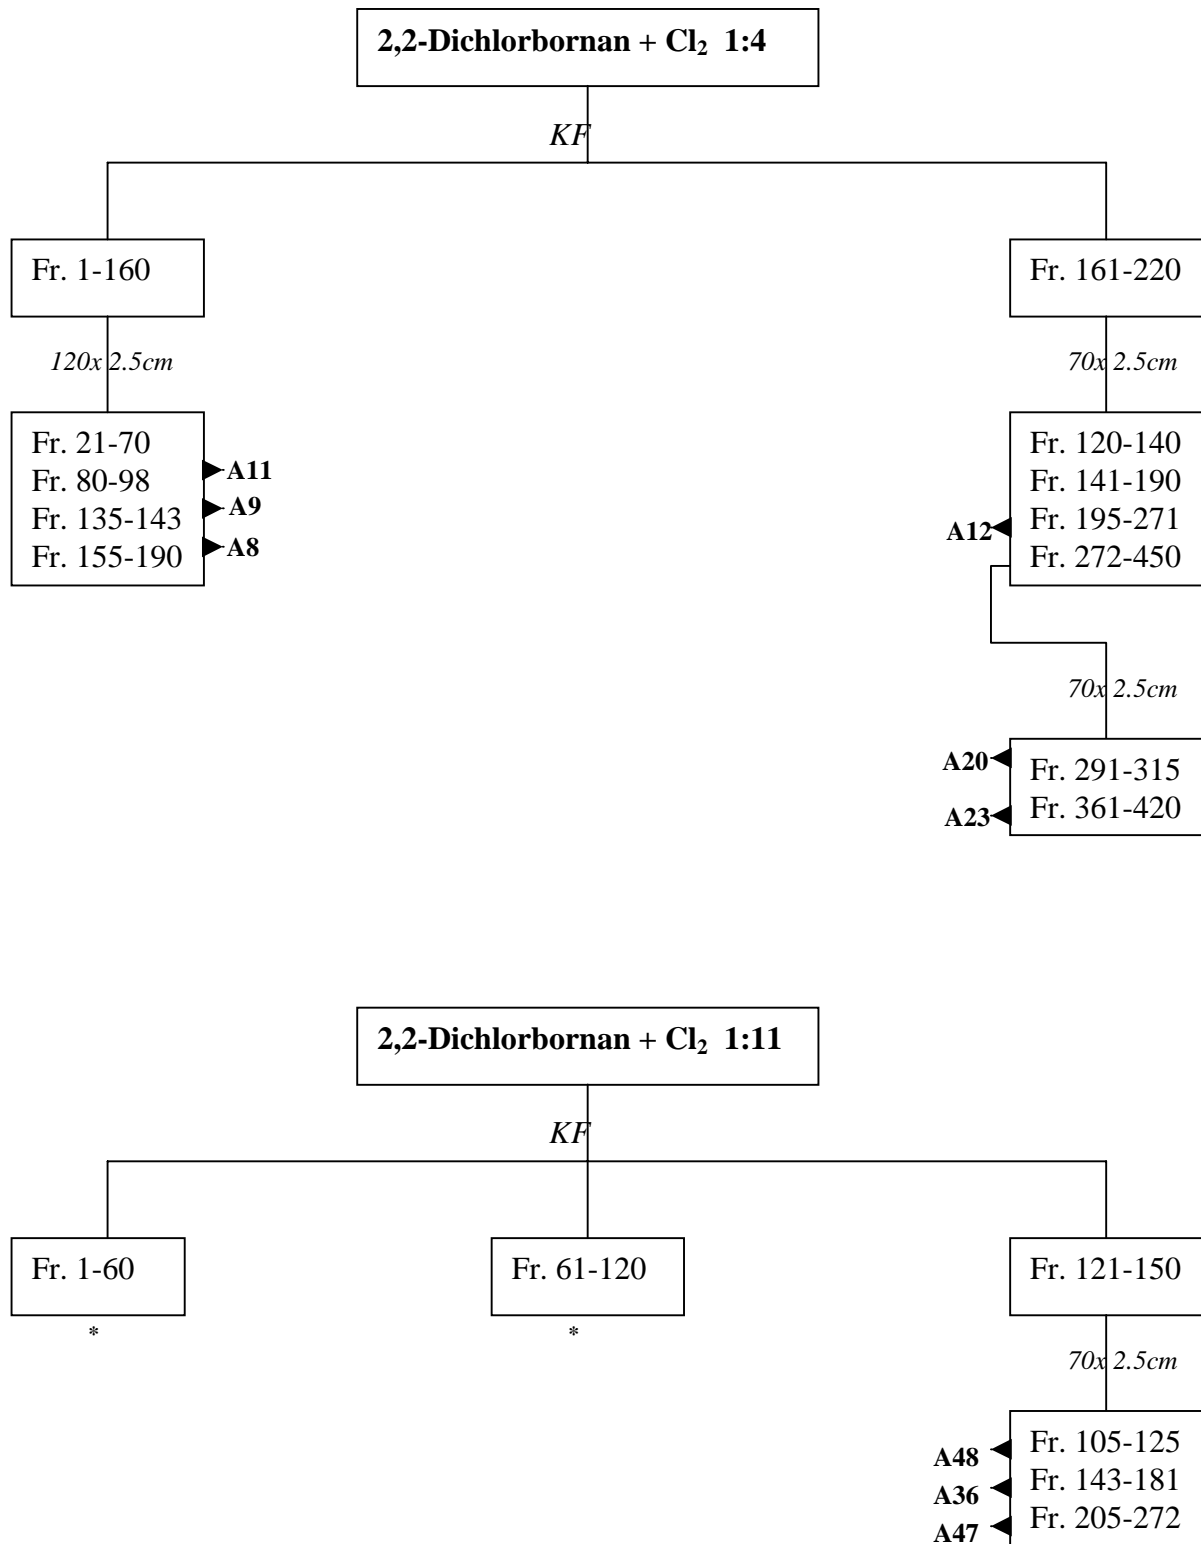 2,2-Dichlorbornan + Cl₂ 1:4
KF
Fr. 1-160
Fr. 161-220
120x 2.5cm
70x 2.5cm
Fr. 21-70
Fr. 80-98
Fr. 135-143
Fr. 155-190
A11
A9
A8
Fr. 120-140
Fr. 141-190
Fr. 195-271
Fr. 272-450
A12
70x 2.5cm
A20
A23
Fr. 291-315
Fr. 361-420
2,2-Dichlorbornan + Cl₂ 1:11
KF
Fr. 1-60
Fr. 61-120
Fr. 121-150
*
*
70x 2.5cm
A48
A36
A47
Fr. 105-125
Fr. 143-181
Fr. 205-272